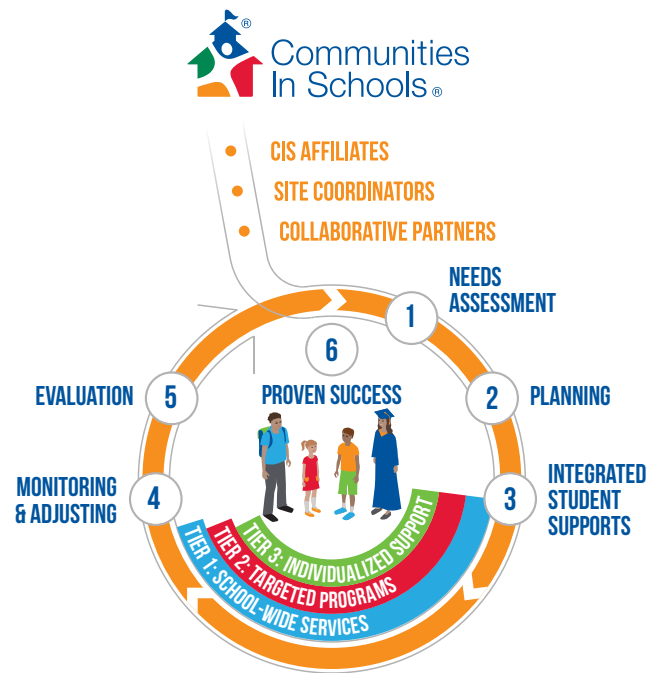 Communities
In Schools®
®
CIS AFFILIATES
SITE COORDINATORS
COLLABORATIVE PARTNERS
1
NEEDS
ASSESSMENT
2
PLANNING
3
INTEGRATED
STUDENT
SUPPORTS
4
MONITORING
& ADJUSTING
5
EVALUATION
6
PROVEN SUCCESS
TIER 3: INDIVIDUALIZED SUPPORT
TIER 2: TARGETED PROGRAMS
TIER 1: SCHOOL-WIDE SERVICES